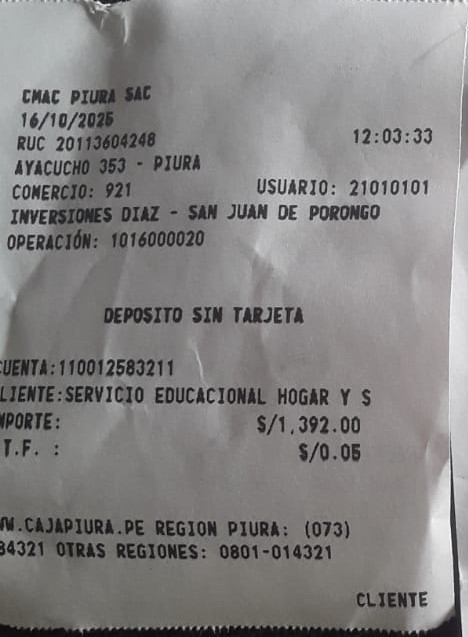 CMAC PIURA SAC
16/10/2025
RUC 20113604248 12:03:33
AYACUCHO 353 - PIURA
COMERCIO: 921 USUARIO: 21010101
INVERSIONES DIAZ - SAN JUAN DE PORONGO
OPERACIÓN: 1016000020
DEPOSITO SIN TARJETA
CUENTA:110012583211
LIENTE:SERVICIO EDUCACIONAL HOGAR Y S
MPORTE: S/1,392.00
T.F. : S/0.05
WW.CAJAPIURA.PE REGION PIURA: (073)
84321 OTRAS REGIONES: 0801-014321
CLIENTE